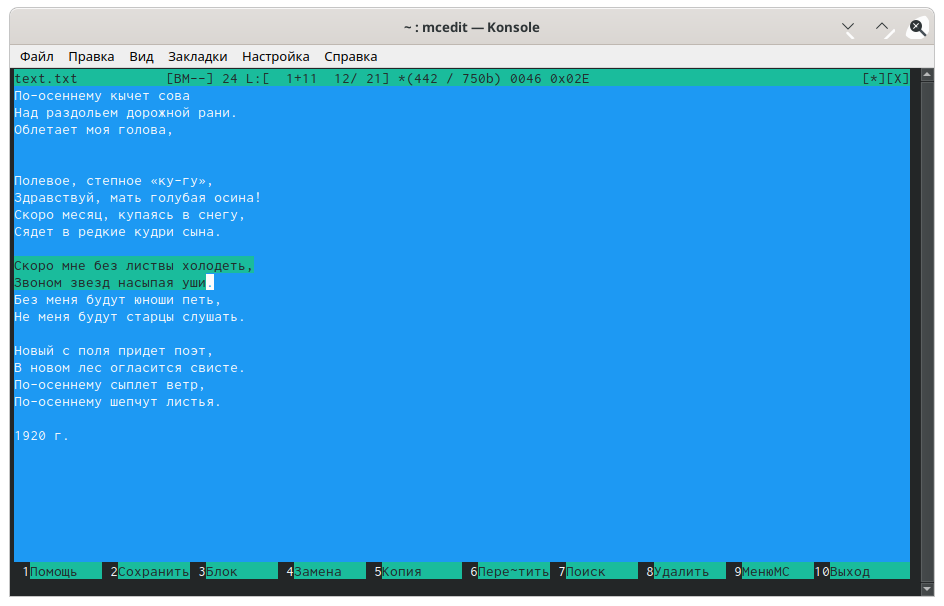 ~ : mcedit — Konsole
Файл Правка Вид Закладки Настройка Справка
text.txt [BM--] 24 L:[ 1+11 12/ 21] *(442 / 750b) 0046 0x02E [*][X]
По-осеннему кычет сова
Над раздольем дорожной рани.
Облетает моя голова,
Полевое, степное «ку-гу»,
Здравствуй, мать голубая осина!
Скоро месяц, купаясь в снегу,
Сядет в редкие кудри сына.
Скоро мне без листвы холодеть,
Звоном звезд насыпая уши.
Без меня будут юноши петь,
Не меня будут старцы слушать.
Новый с поля придет поэт,
В новом лес огласится свисте.
По-осеннему сыплет ветр,
По-осеннему шепчут листья.
1920 г.
1Помощь 2Сохранить 3Блок 4Замена 5Копия 6Пере~тить 7Поиск 8Удалить 9МенюMC 10Выход